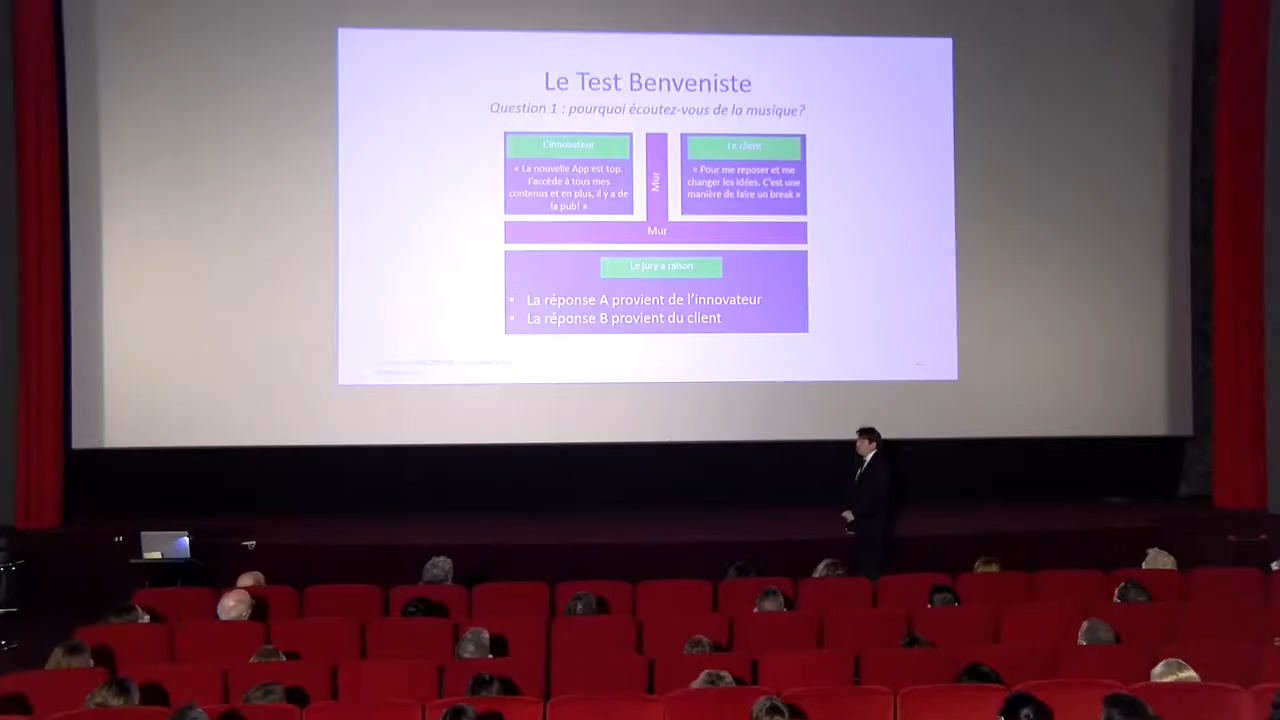 Le Test Benveniste
Question 1 : pourquoi écoutez-vous de la musique?
L'innovateur
« La nouvelle App est top.
J'accède à tous mes
contenus et en plus, il y a de
la pub! »
Mur
Le client
« Pour me reposer et me
changer les idées. C'est une
manière de faire un break »
Mur
Le jury a raison
• La réponse A provient de l'innovateur
• La réponse B provient du client